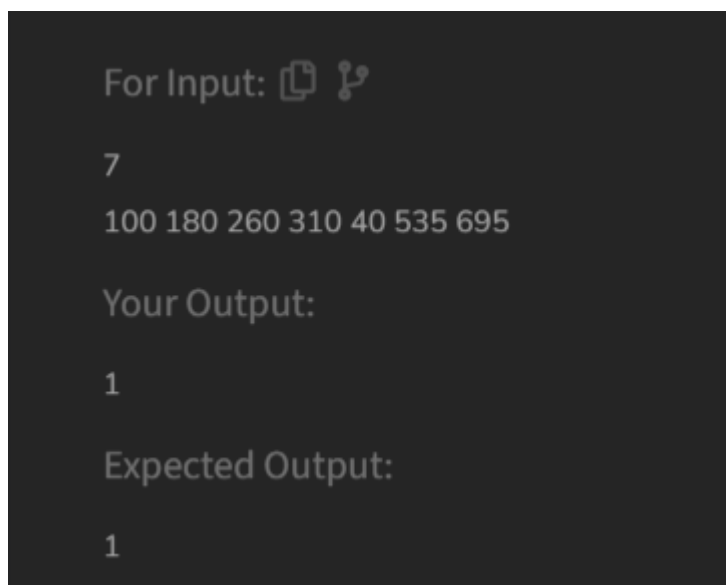 For Input:
7
100 180 260 310 40 535 695
Your Output:
1
Expected Output:
1